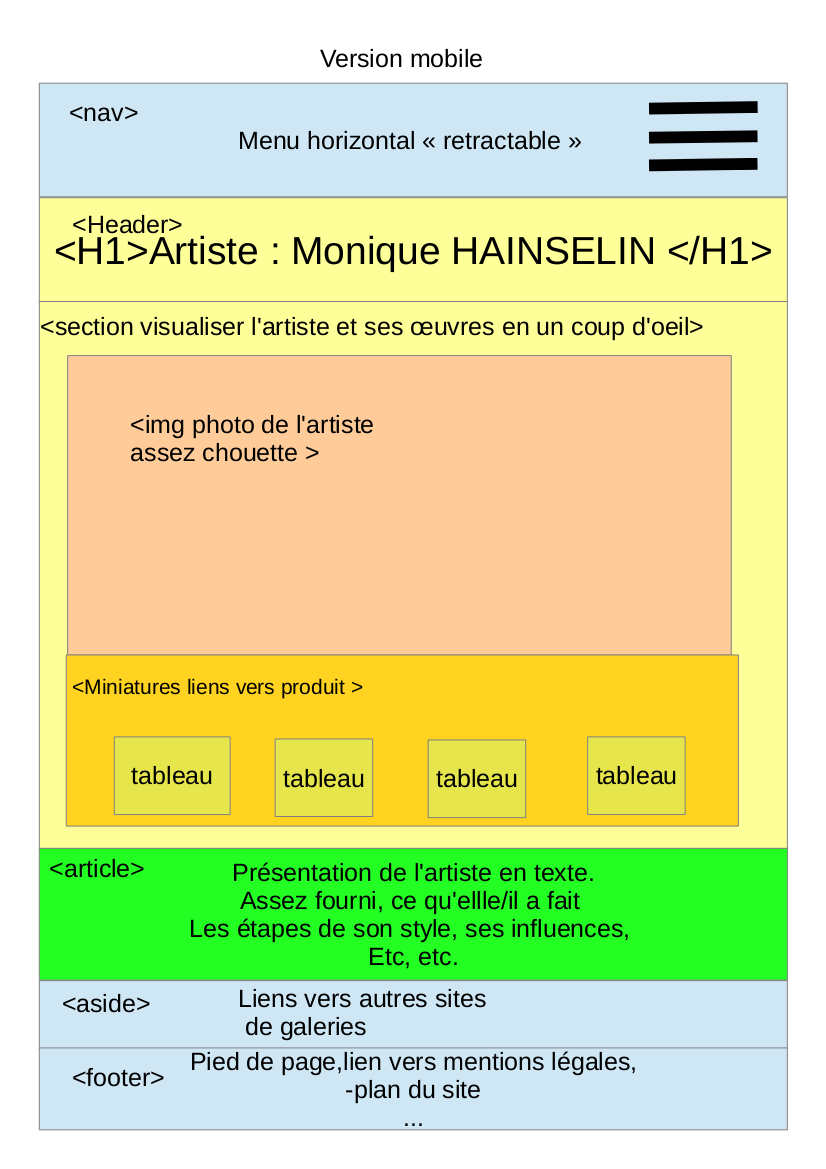 Version mobile
<nav>
Menu horizontal « retractable »
<Header>
<H1>Artiste : Monique HAINSELIN </H1>
<section visualiser l'artiste et ses œuvres en un coup d'oeil>
<img photo de l'artiste
assez chouette >
<Miniatures liens vers produit >
tableau
tableau
tableau
tableau
<article>
Présentation de l'artiste en texte.
Assez fourni, ce qu'ellle/il a fait
Les étapes de son style, ses influences,
Etc, etc.
<aside>
Liens vers autres sites
de galeries
<footer>
Pied de page,lien vers mentions légales,
-plan du site
...